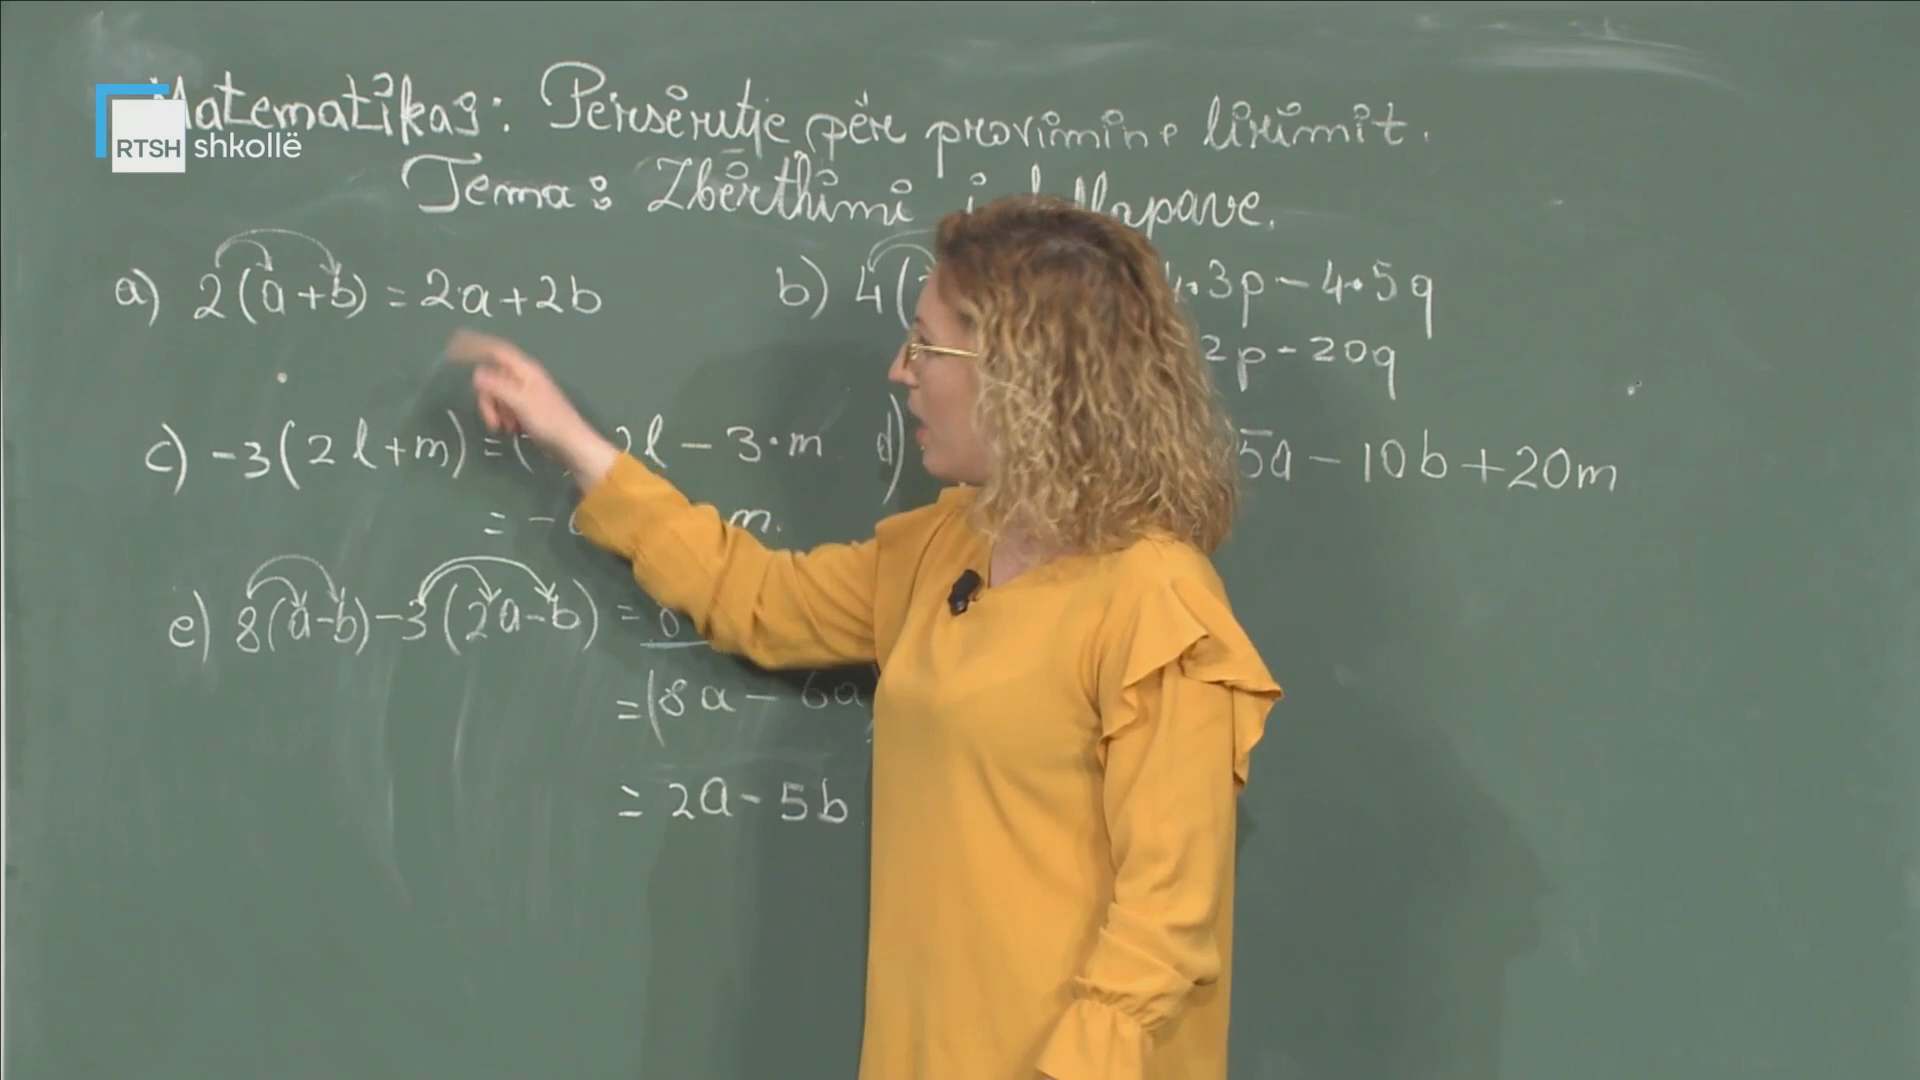 Matematika 9: Përsëritje për provimin e lirimit.
Tema: Zbërthimi i kllapave.
RTSH shkollë
a) 2(a+b) = 2·a+2b
b) 4( 4·3p-4·5q
2p-20q
c) -3(2l+m) = ( 2l - 3·m
d) 5a - 10b + 20m
= - m.
e) 8(a-b)-3(2a-b) =
= (8a - 6a
= 2a - 5b